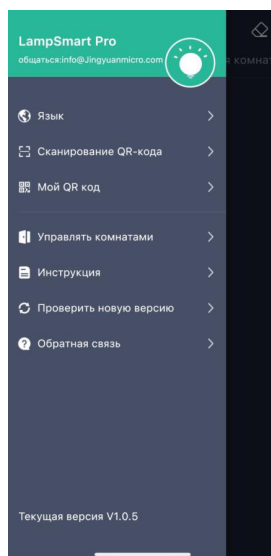 LampSmart Pro
общаться:info@Jingyuanmicro.com
я комна
Язык
Сканирование QR-кода
Мой QR код
Управлять комнатами
Инструкция
Проверить новую версию
Обратная связь
Текущая версия V1.0.5